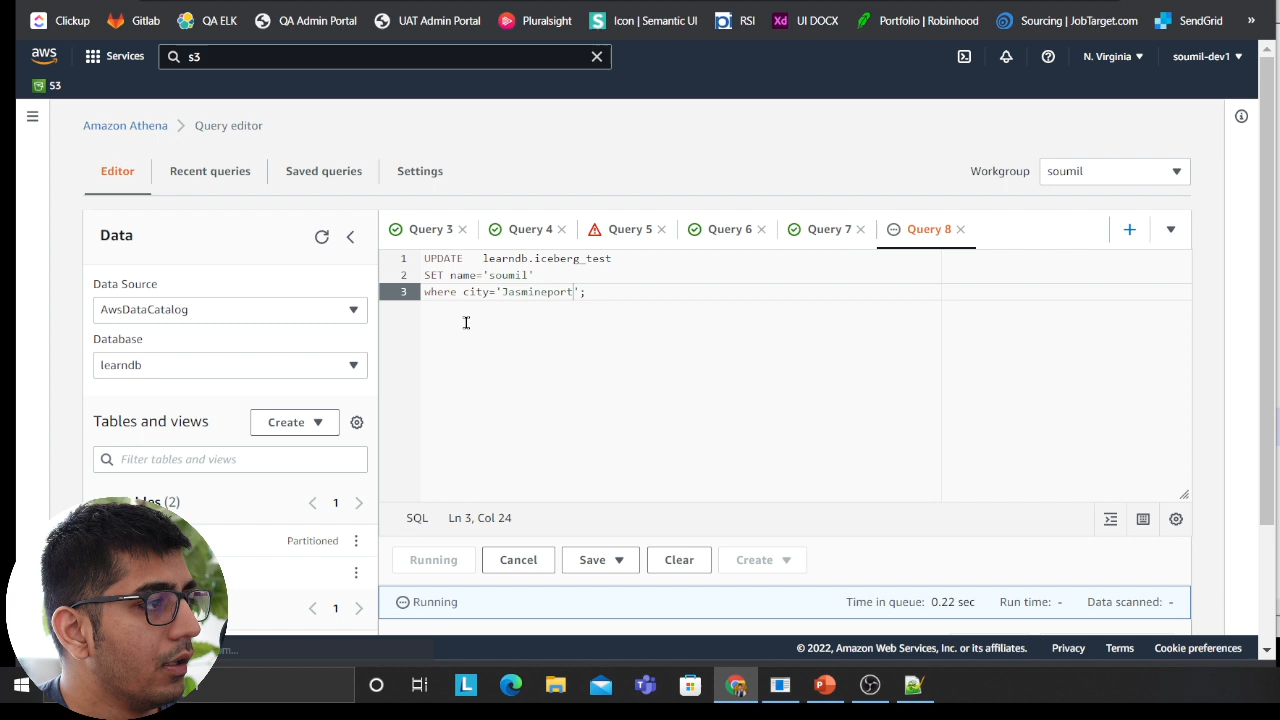 Clickup Gitlab QA ELK QA Admin Portal UAT Admin Portal Pluralsight Icon | Semantic UI RSI UI DOCX Portfolio | Robinhood Sourcing | JobTarget.com SendGrid »
aws Services s3 N. Virginia soumil-dev1
S3
Amazon Athena Query editor
Editor Recent queries Saved queries Settings Workgroup soumil
Data Query 3 Query 4 Query 5 Query 6 Query 7 Query 8
1 UPDATE learndb.iceberg_test
2 SET name='soumil'
3 where city='Jasmineport';
Data Source
AwsDataCatalog
Database
learndb
Tables and views Create
Filter tables and views
(2) 1
Partitioned
1
SQL Ln 3, Col 24
Running Cancel Save Clear Create
Running Time in queue: 0.22 sec Run time: - Data scanned: -
© 2022, Amazon Web Services, Inc. or its affiliates. Privacy Terms Cookie preferences